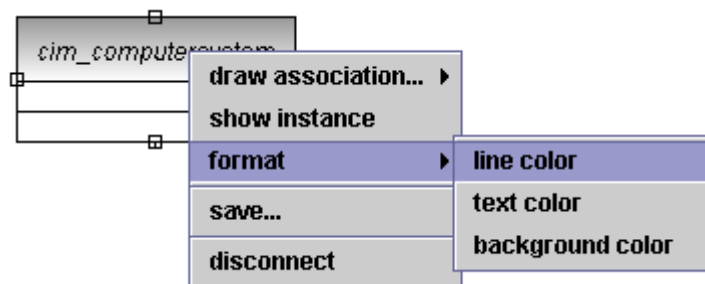 cim_computersystem
draw association...
show instance
format
line color
text color
save...
background color
disconnect